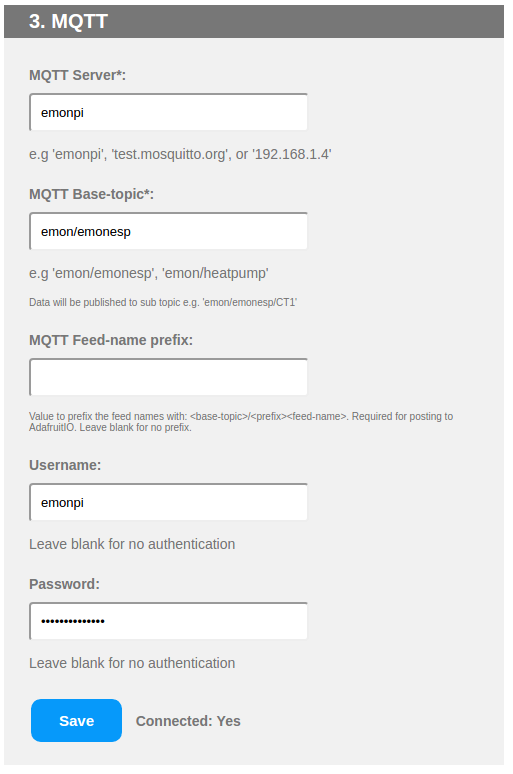 3. MQTT
MQTT Server*:
emonpi
e.g 'emonpi', 'test.mosquitto.org', or '192.168.1.4'
MQTT Base-topic*:
emon/emonesp
e.g 'emon/emonesp', 'emon/heatpump'
Data will be published to sub topic e.g. 'emon/emonesp/CT1'
MQTT Feed-name prefix:
Value to prefix the feed names with: <base-topic>/<prefix><feed-name>. Required for posting to
AdafruitIO. Leave blank for no prefix.
Username:
emonpi
Leave blank for no authentication
Password:
••••••••••••••
Leave blank for no authentication
Save Connected: Yes